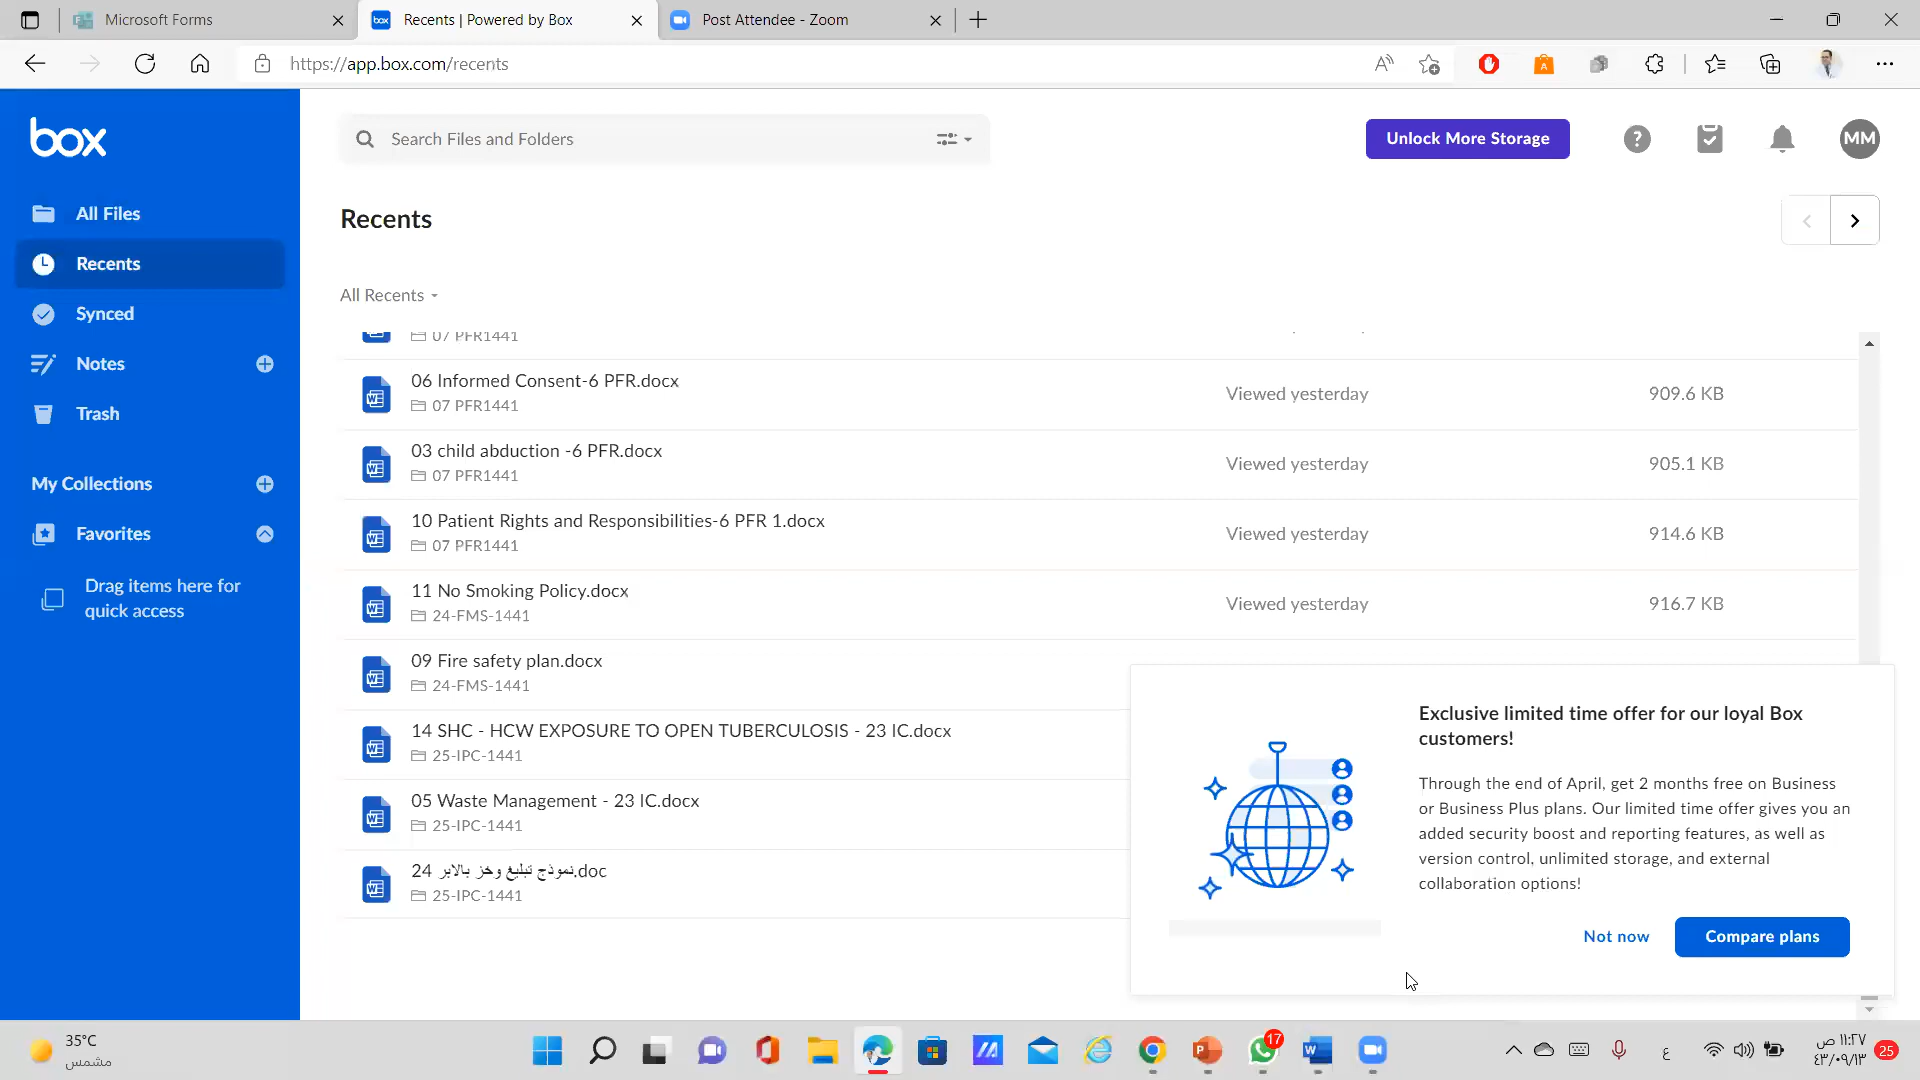 Microsoft Forms
Recents | Powered by Box
Post Attendee - Zoom
https://app.box.com/recents
box
Search Files and Folders
Unlock More Storage
MM
All Files
Recents
Synced
Notes
Trash
My Collections
Favorites
Drag items here for
quick access
Recents
All Recents
07 PFR1441
06 Informed Consent-6 PFR.docx
07 PFR1441
Viewed yesterday
909.6 KB
03 child abduction -6 PFR.docx
07 PFR1441
Viewed yesterday
905.1 KB
10 Patient Rights and Responsibilities-6 PFR 1.docx
07 PFR1441
Viewed yesterday
914.6 KB
11 No Smoking Policy.docx
24-FMS-1441
Viewed yesterday
916.7 KB
09 Fire safety plan.docx
24-FMS-1441
14 SHC - HCW EXPOSURE TO OPEN TUBERCULOSIS - 23 IC.docx
25-IPC-1441
05 Waste Management - 23 IC.docx
25-IPC-1441
24 نموذج تبليغ وخز بالابر.doc
25-IPC-1441
Exclusive limited time offer for our loyal Box
customers!
Through the end of April, get 2 months free on Business
or Business Plus plans. Our limited time offer gives you an
added security boost and reporting features, as well as
version control, unlimited storage, and external
collaboration options!
Not now
Compare plans
35°C
مشمس
17
ع
١١:٢٧ ص
٤٣/٠٩/١٣
25